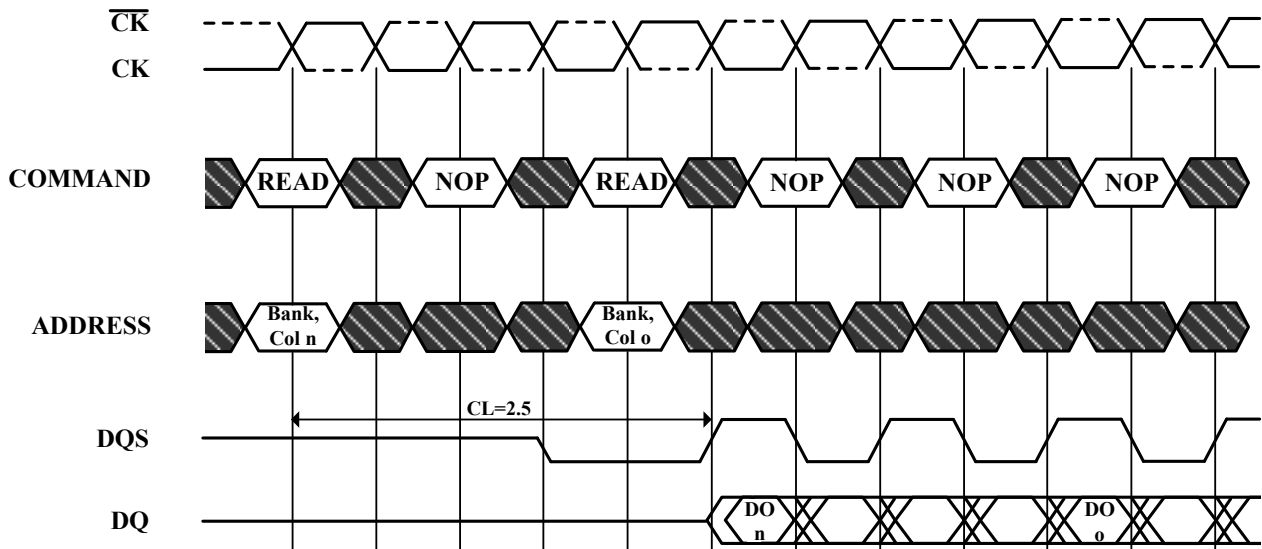 CK
CK
COMMAND
READ
NOP
READ
NOP
NOP
NOP
ADDRESS
Bank,
Col n
Bank,
Col o
CL=2.5
DQS
DQ
DO
n
DO
o